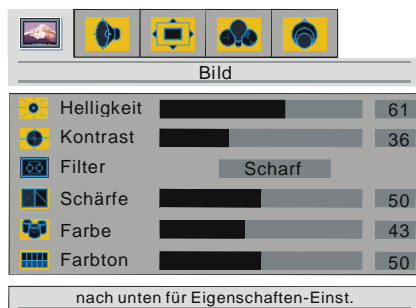 Bild
Helligkeit 61
Kontrast 36
Filter Scharf
Schärfe 50
Farbe 43
Farbton 50
nach unten für Eigenschaften-Einst.